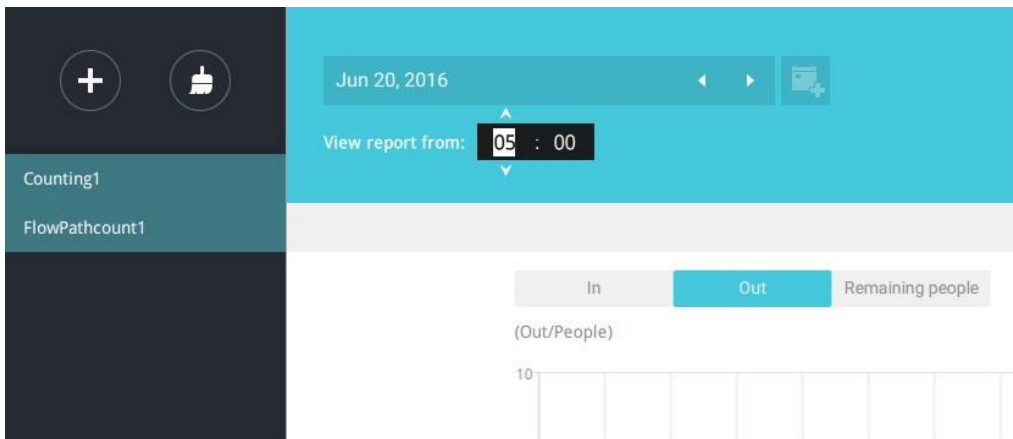 Jun 20, 2016
View report from: 05 : 00
Counting1
FlowPathcount1
In Out Remaining people
(Out/People)
10